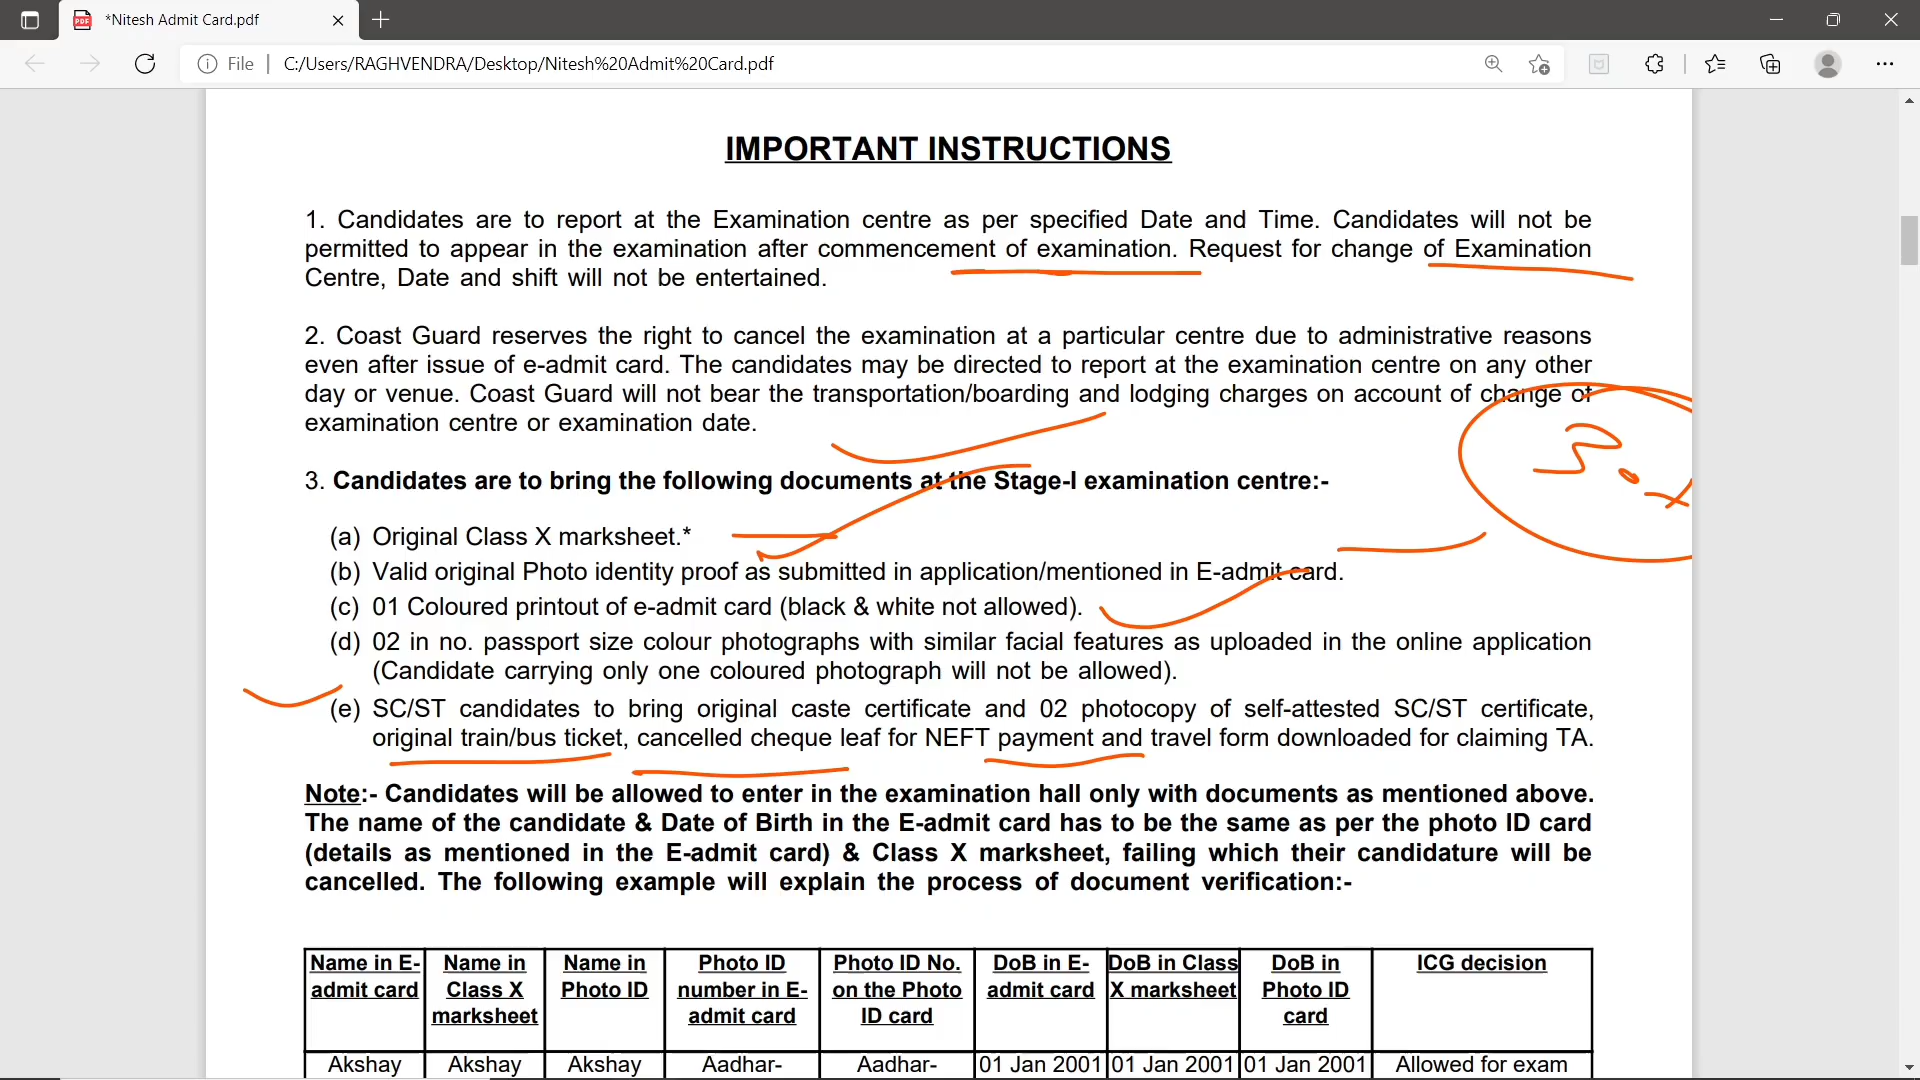 *Nitesh Admit Card.pdf
File C:/Users/RAGHVENDRA/Desktop/Nitesh%20Admit%20Card.pdf
IMPORTANT INSTRUCTIONS
1. Candidates are to report at the Examination centre as per specified Date and Time. Candidates will not be
permitted to appear in the examination after commencement of examination. Request for change of Examination
Centre, Date and shift will not be entertained.
2. Coast Guard reserves the right to cancel the examination at a particular centre due to administrative reasons
even after issue of e-admit card. The candidates may be directed to report at the examination centre on any other
day or venue. Coast Guard will not bear the transportation/boarding and lodging charges on account of change of
examination centre or examination date.
3. Candidates are to bring the following documents at the Stage-I examination centre:-
(a) Original Class X marksheet.*
(b) Valid original Photo identity proof as submitted in application/mentioned in E-admit card.
(c) 01 Coloured printout of e-admit card (black & white not allowed).
(d) 02 in no. passport size colour photographs with similar facial features as uploaded in the online application
(Candidate carrying only one coloured photograph will not be allowed).
(e) SC/ST candidates to bring original caste certificate and 02 photocopy of self-attested SC/ST certificate,
original train/bus ticket, cancelled cheque leaf for NEFT payment and travel form downloaded for claiming TA.
Note:- Candidates will be allowed to enter in the examination hall only with documents as mentioned above.
The name of the candidate & Date of Birth in the E-admit card has to be the same as per the photo ID card
(details as mentioned in the E-admit card) & Class X marksheet, failing which their candidature will be
cancelled. The following example will explain the process of document verification:-
Name in E- Name in Name in Photo ID Photo ID No. DoB in E- DoB in Class DoB in ICG decision
admit card Class X Photo ID number in E- on the Photo admit card X marksheet Photo ID
marksheet admit card ID card card
Akshay Akshay Akshay Aadhar- Aadhar- 01 Jan 2001 01 Jan 2001 01 Jan 2001 Allowed for exam